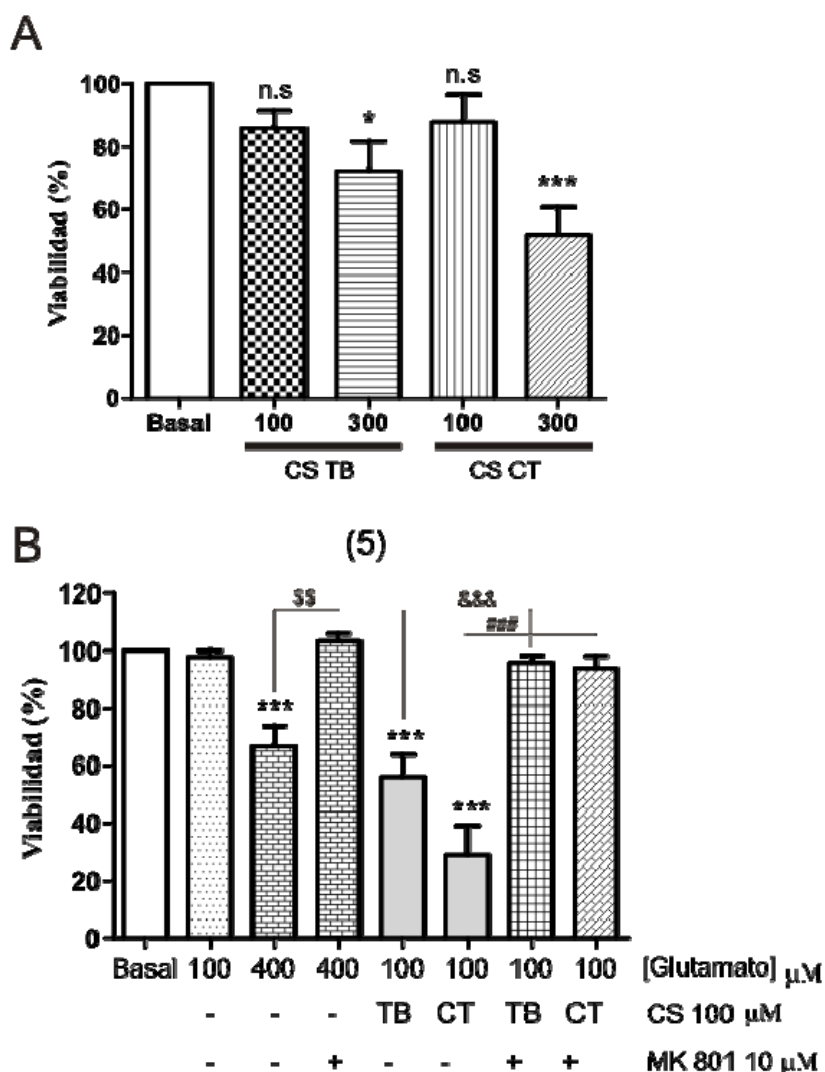 A
n.s
n.s
*
***
100
80
60
40
20
0
Viabilidad (%)
Basal 100 300 100 300
CS TB CS CT
B (5)
120
100
80
60
40
20
0
Viabilidad (%)
$$ &&&
###
*** *** ***
Basal 100 400 400 100 100 100 100 [Glutamato] µM
- - - TB CT TB CT CS 100 µM
- - + - - + + MK 801 10 µM